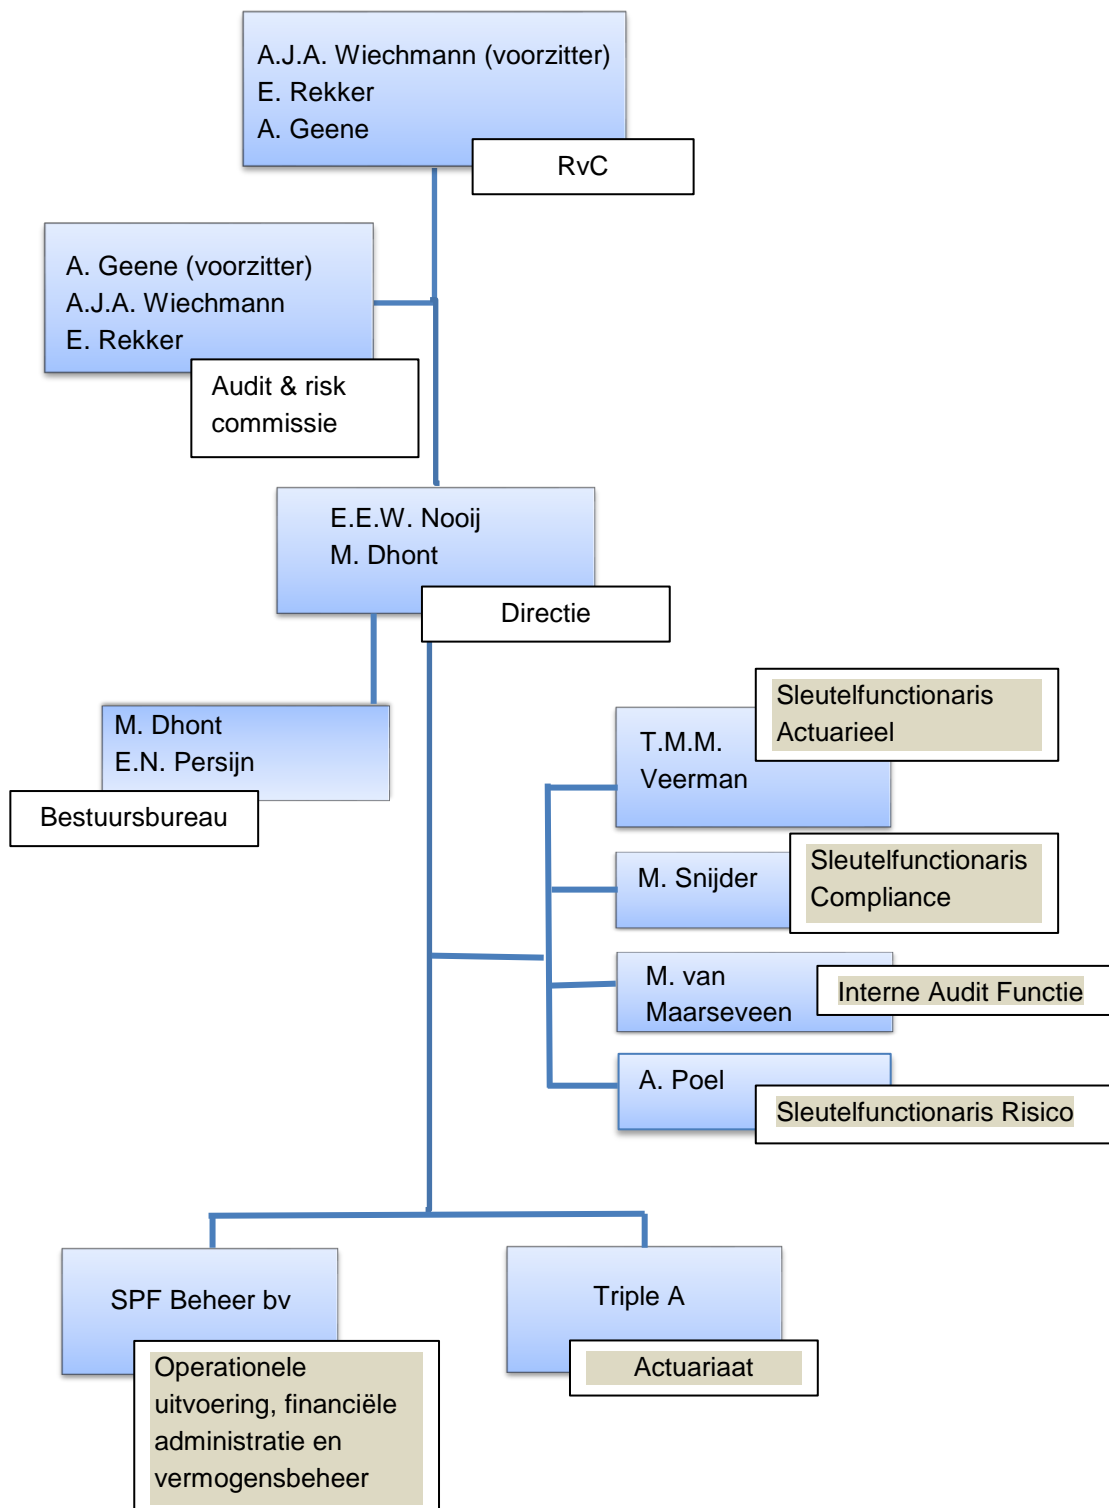 A.J.A. Wiechmann (voorzitter)
E. Rekker
A. Geene
RvC
A. Geene (voorzitter)
A.J.A. Wiechmann
E. Rekker
Audit & risk
commissie
E.E.W. Nooij
M. Dhont
Directie
M. Dhont
E.N. Persijn
Bestuursbureau
Sleutelfunctionaris
Actuarieel
T.M.M.
Veerman
Sleutelfunctionaris
Compliance
M. Snijder
M. van
Maarseveen
Interne Audit Functie
A. Poel
Sleutelfunctionaris Risico
SPF Beheer bv
Operationele
uitvoering, financiële
administratie en
vermogensbeheer
Triple A
Actuariaat